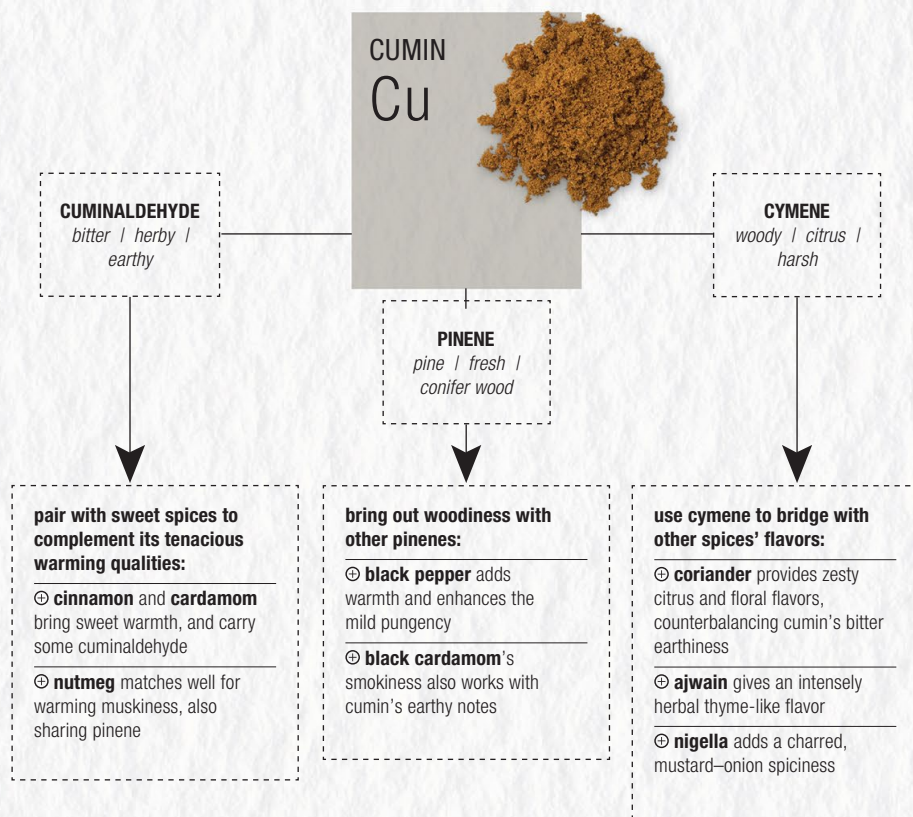 CUMIN
Cu
CUMINALDEHYDE
bitter | herby |
earthy
CYMENE
woody | citrus |
harsh
PINENE
pine | fresh |
conifer wood
pair with sweet spices to
complement its tenacious
warming qualities:
⊕ cinnamon and cardamom
bring sweet warmth, and carry
some cuminaldehyde
⊕ nutmeg matches well for
warming muskiness, also
sharing pinene
bring out woodiness with
other pinenes:
⊕ black pepper adds
warmth and enhances the
mild pungency
⊕ black cardamom's
smokiness also works with
cumin's earthy notes
use cymene to bridge with
other spices' flavors:
⊕ coriander provides zesty
citrus and floral flavors,
counterbalancing cumin's bitter
earthiness
⊕ ajwain gives an intensely
herbal thyme-like flavor
⊕ nigella adds a charred,
mustard–onion spiciness